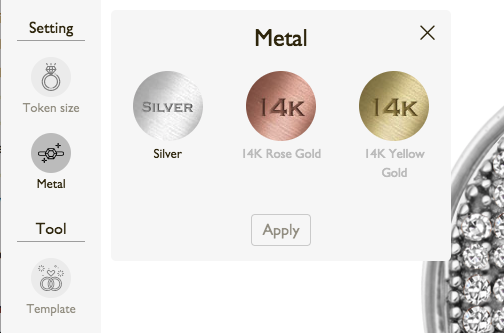 Setting
Token size
Metal
Tool
Template
Metal
SILVER
14K
14K
Silver
14K Rose Gold
14K Yellow
Gold
Apply